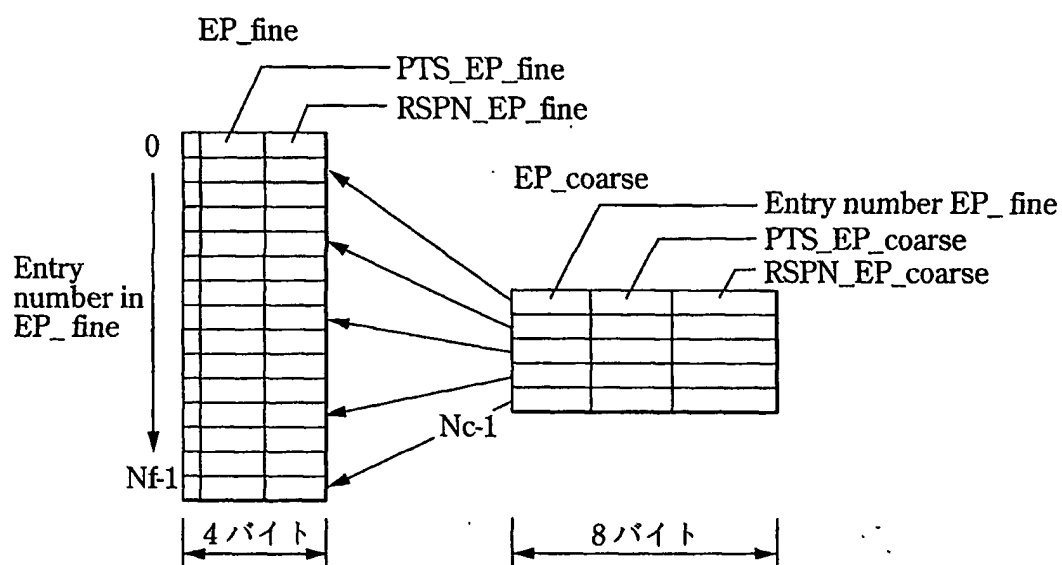 EP_fine
PTS_EP_fine
RSPN_EP_fine
0
Entry
number in
EP_ fine
Nf-1
EP_coarse
Entry number EP_ fine
PTS_EP_coarse
RSPN_EP_coarse
Nc-1
4バイト
8バイト